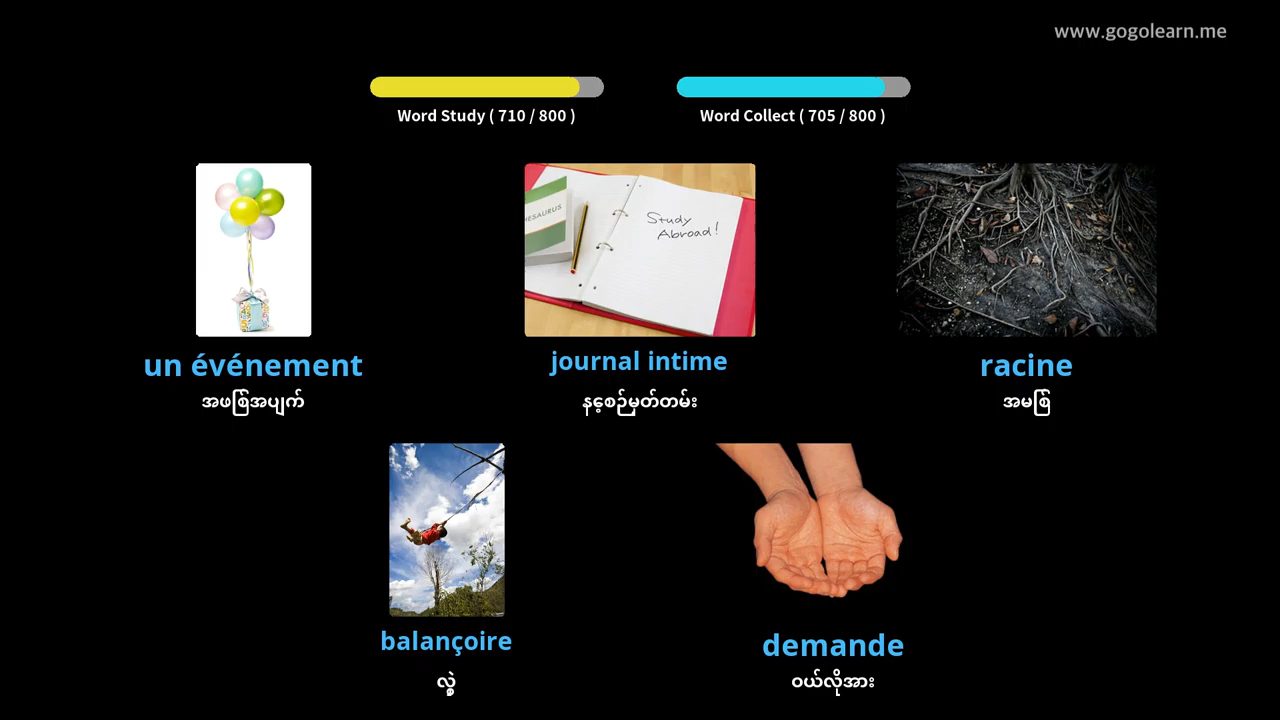 www.gogolearn.me
Word Study ( 710 / 800 )
Word Collect ( 705 / 800 )
THESAURUS
Study
Abroad!
un événement
journal intime
racine
အဖြစ်အပျက်
နေ့စဉ်မှတ်တမ်း
အမြစ်
balançoire
demande
လွှဲ
ဝယ်လိုအား